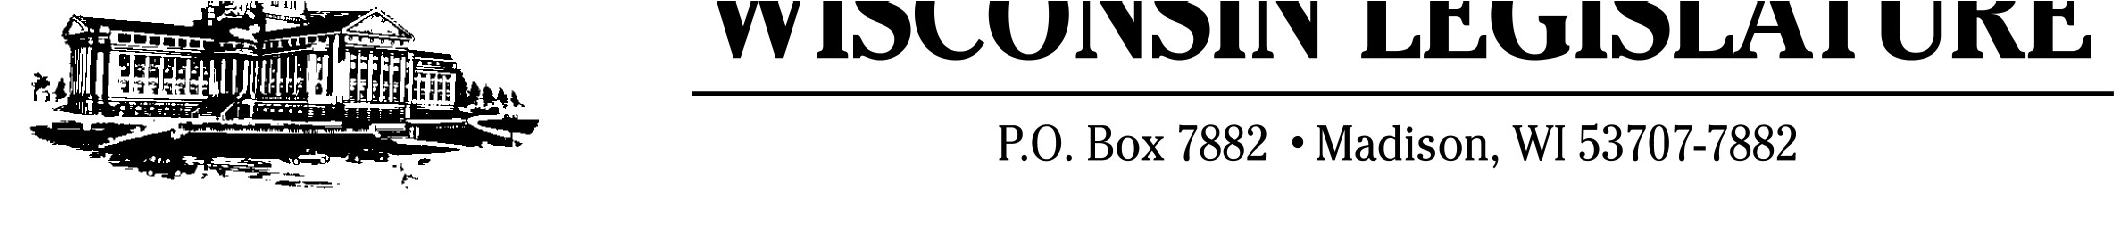 WISCONSIN LEGISLATURE
P.O. Box 7882 • Madison, WI 53707-7882